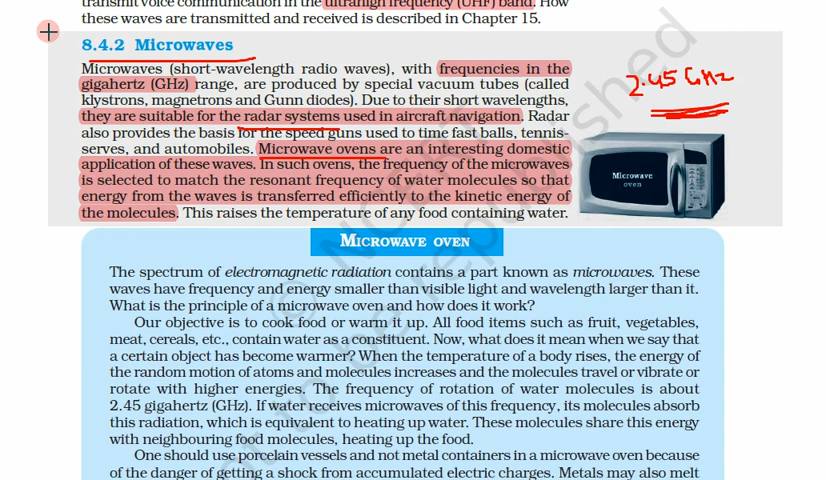 transmit voice communication in the ultrahigh frequency (UHF) band. How
these waves are transmitted and received is described in Chapter 15.
8.4.2 Microwaves
Microwaves (short-wavelength radio waves), with frequencies in the
gigahertz (GHz) range, are produced by special vacuum tubes (called
klystrons, magnetrons and Gunn diodes). Due to their short wavelengths,
they are suitable for the radar systems used in aircraft navigation. Radar
also provides the basis for the speed guns used to time fast balls, tennis-
serves, and automobiles. Microwave ovens are an interesting domestic
application of these waves. In such ovens, the frequency of the microwaves
is selected to match the resonant frequency of water molecules so that
energy from the waves is transferred efficiently to the kinetic energy of
the molecules. This raises the temperature of any food containing water.
2.45 GHz
Microwave
oven
MICROWAVE OVEN
The spectrum of electromagnetic radiation contains a part known as microwaves. These
waves have frequency and energy smaller than visible light and wavelength larger than it.
What is the principle of a microwave oven and how does it work?
Our objective is to cook food or warm it up. All food items such as fruit, vegetables,
meat, cereals, etc., contain water as a constituent. Now, what does it mean when we say that
a certain object has become warmer? When the temperature of a body rises, the energy of
the random motion of atoms and molecules increases and the molecules travel or vibrate or
rotate with higher energies. The frequency of rotation of water molecules is about
2.45 gigahertz (GHz). If water receives microwaves of this frequency, its molecules absorb
this radiation, which is equivalent to heating up water. These molecules share this energy
with neighbouring food molecules, heating up the food.
One should use porcelain vessels and not metal containers in a microwave oven because
of the danger of getting a shock from accumulated electric charges. Metals may also melt